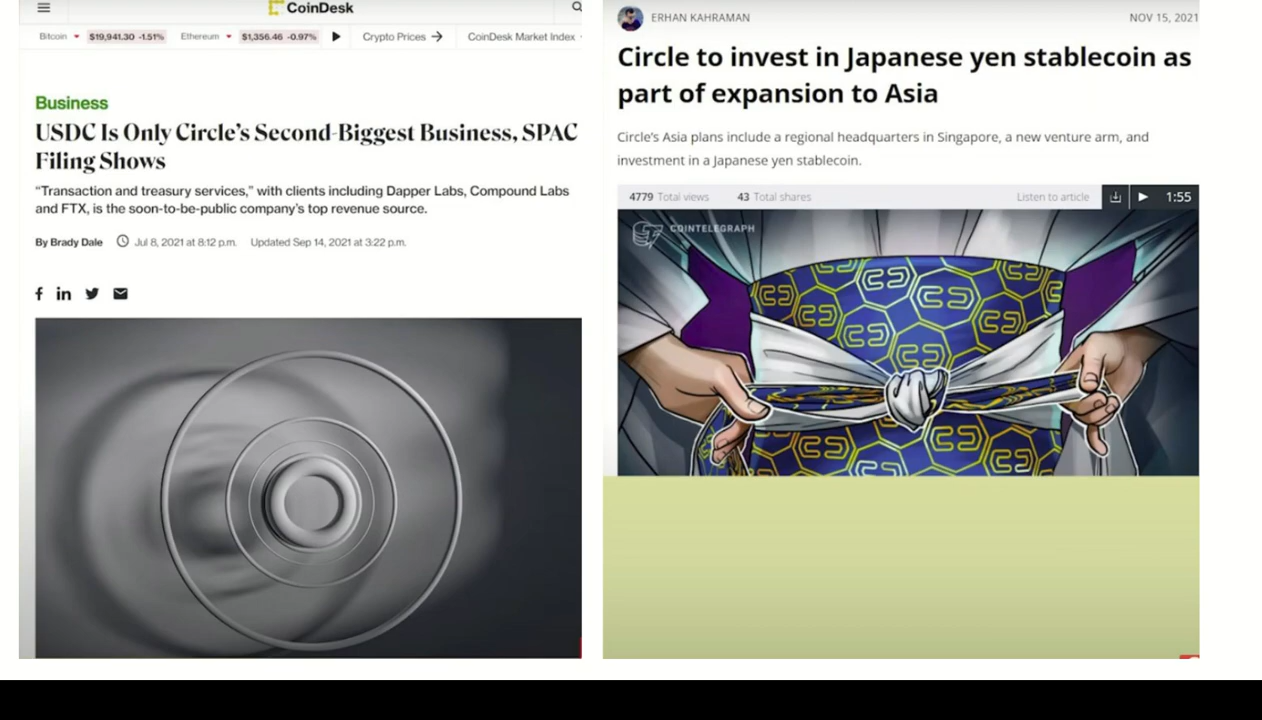 CoinDesk
Bitcoin $19,941.30 -1.51% Ethereum $1,356.46 -0.97% Crypto Prices → CoinDesk Market Index
Business
USDC Is Only Circle's Second-Biggest Business, SPAC
Filing Shows
“Transaction and treasury services,” with clients including Dapper Labs, Compound Labs
and FTX, is the soon-to-be-public company's top revenue source.
By Brady Dale Jul 8, 2021 at 8:12 p.m. Updated Sep 14, 2021 at 3:22 p.m.
ERHAN KAHRAMAN NOV 15, 2021
Circle to invest in Japanese yen stablecoin as
part of expansion to Asia
Circle's Asia plans include a regional headquarters in Singapore, a new venture arm, and
investment in a Japanese yen stablecoin.
4779 Total views 43 Total shares Listen to article 1:55
COINTELEGRAPH